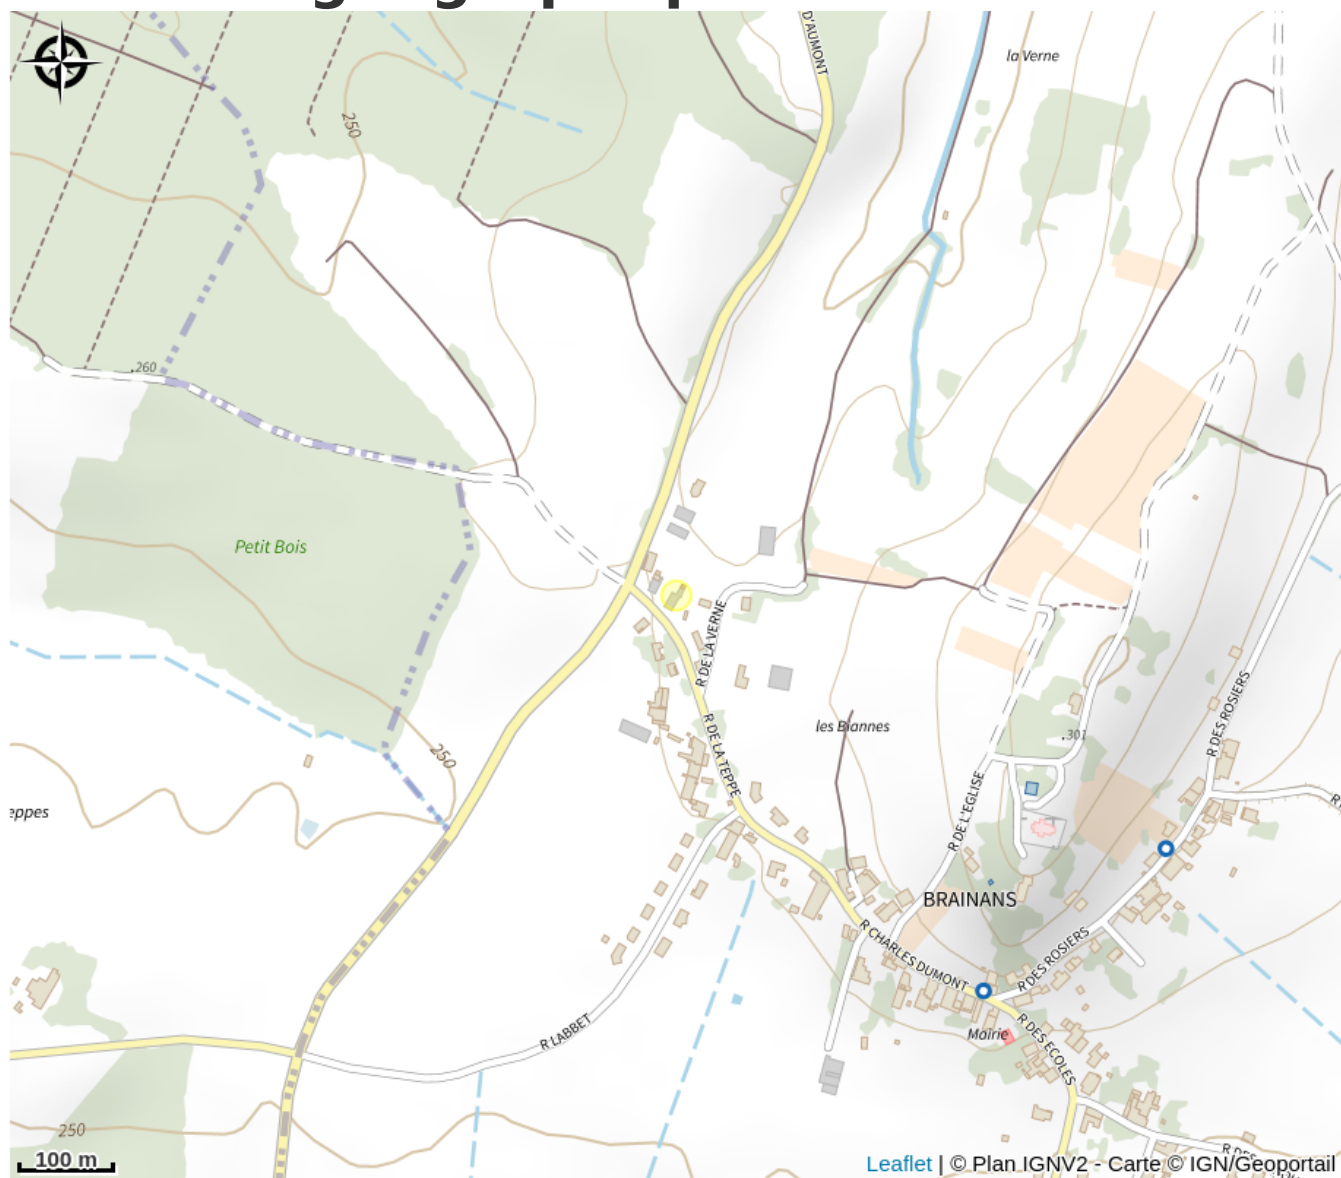 D'AUMONT
la Verne
250
.260
Petit Bois
R DE LA VERNE
les Biannes
R DES ROSIERS
.301
250
R DE LA TEPPE
eppes
R DE L'EGLISE
BRAINANS
R CHARLES DUMONT
R DES ROSIERS
Mairie
R DES ECOLES
R LABBET
250
100 m
Leaflet | © Plan IGNV2 - Carte © IGN/Geoportail